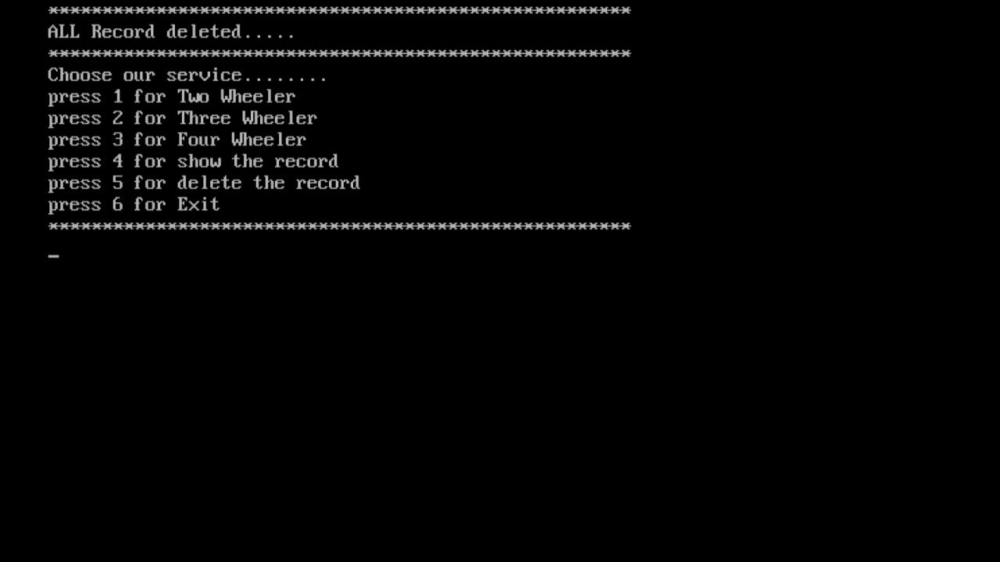 ******************************************************
ALL Record deleted.....
******************************************************
Choose our service........
press 1 for Two Wheeler
press 2 for Three Wheeler
press 3 for Four Wheeler
press 4 for show the record
press 5 for delete the record
press 6 for Exit
******************************************************
_